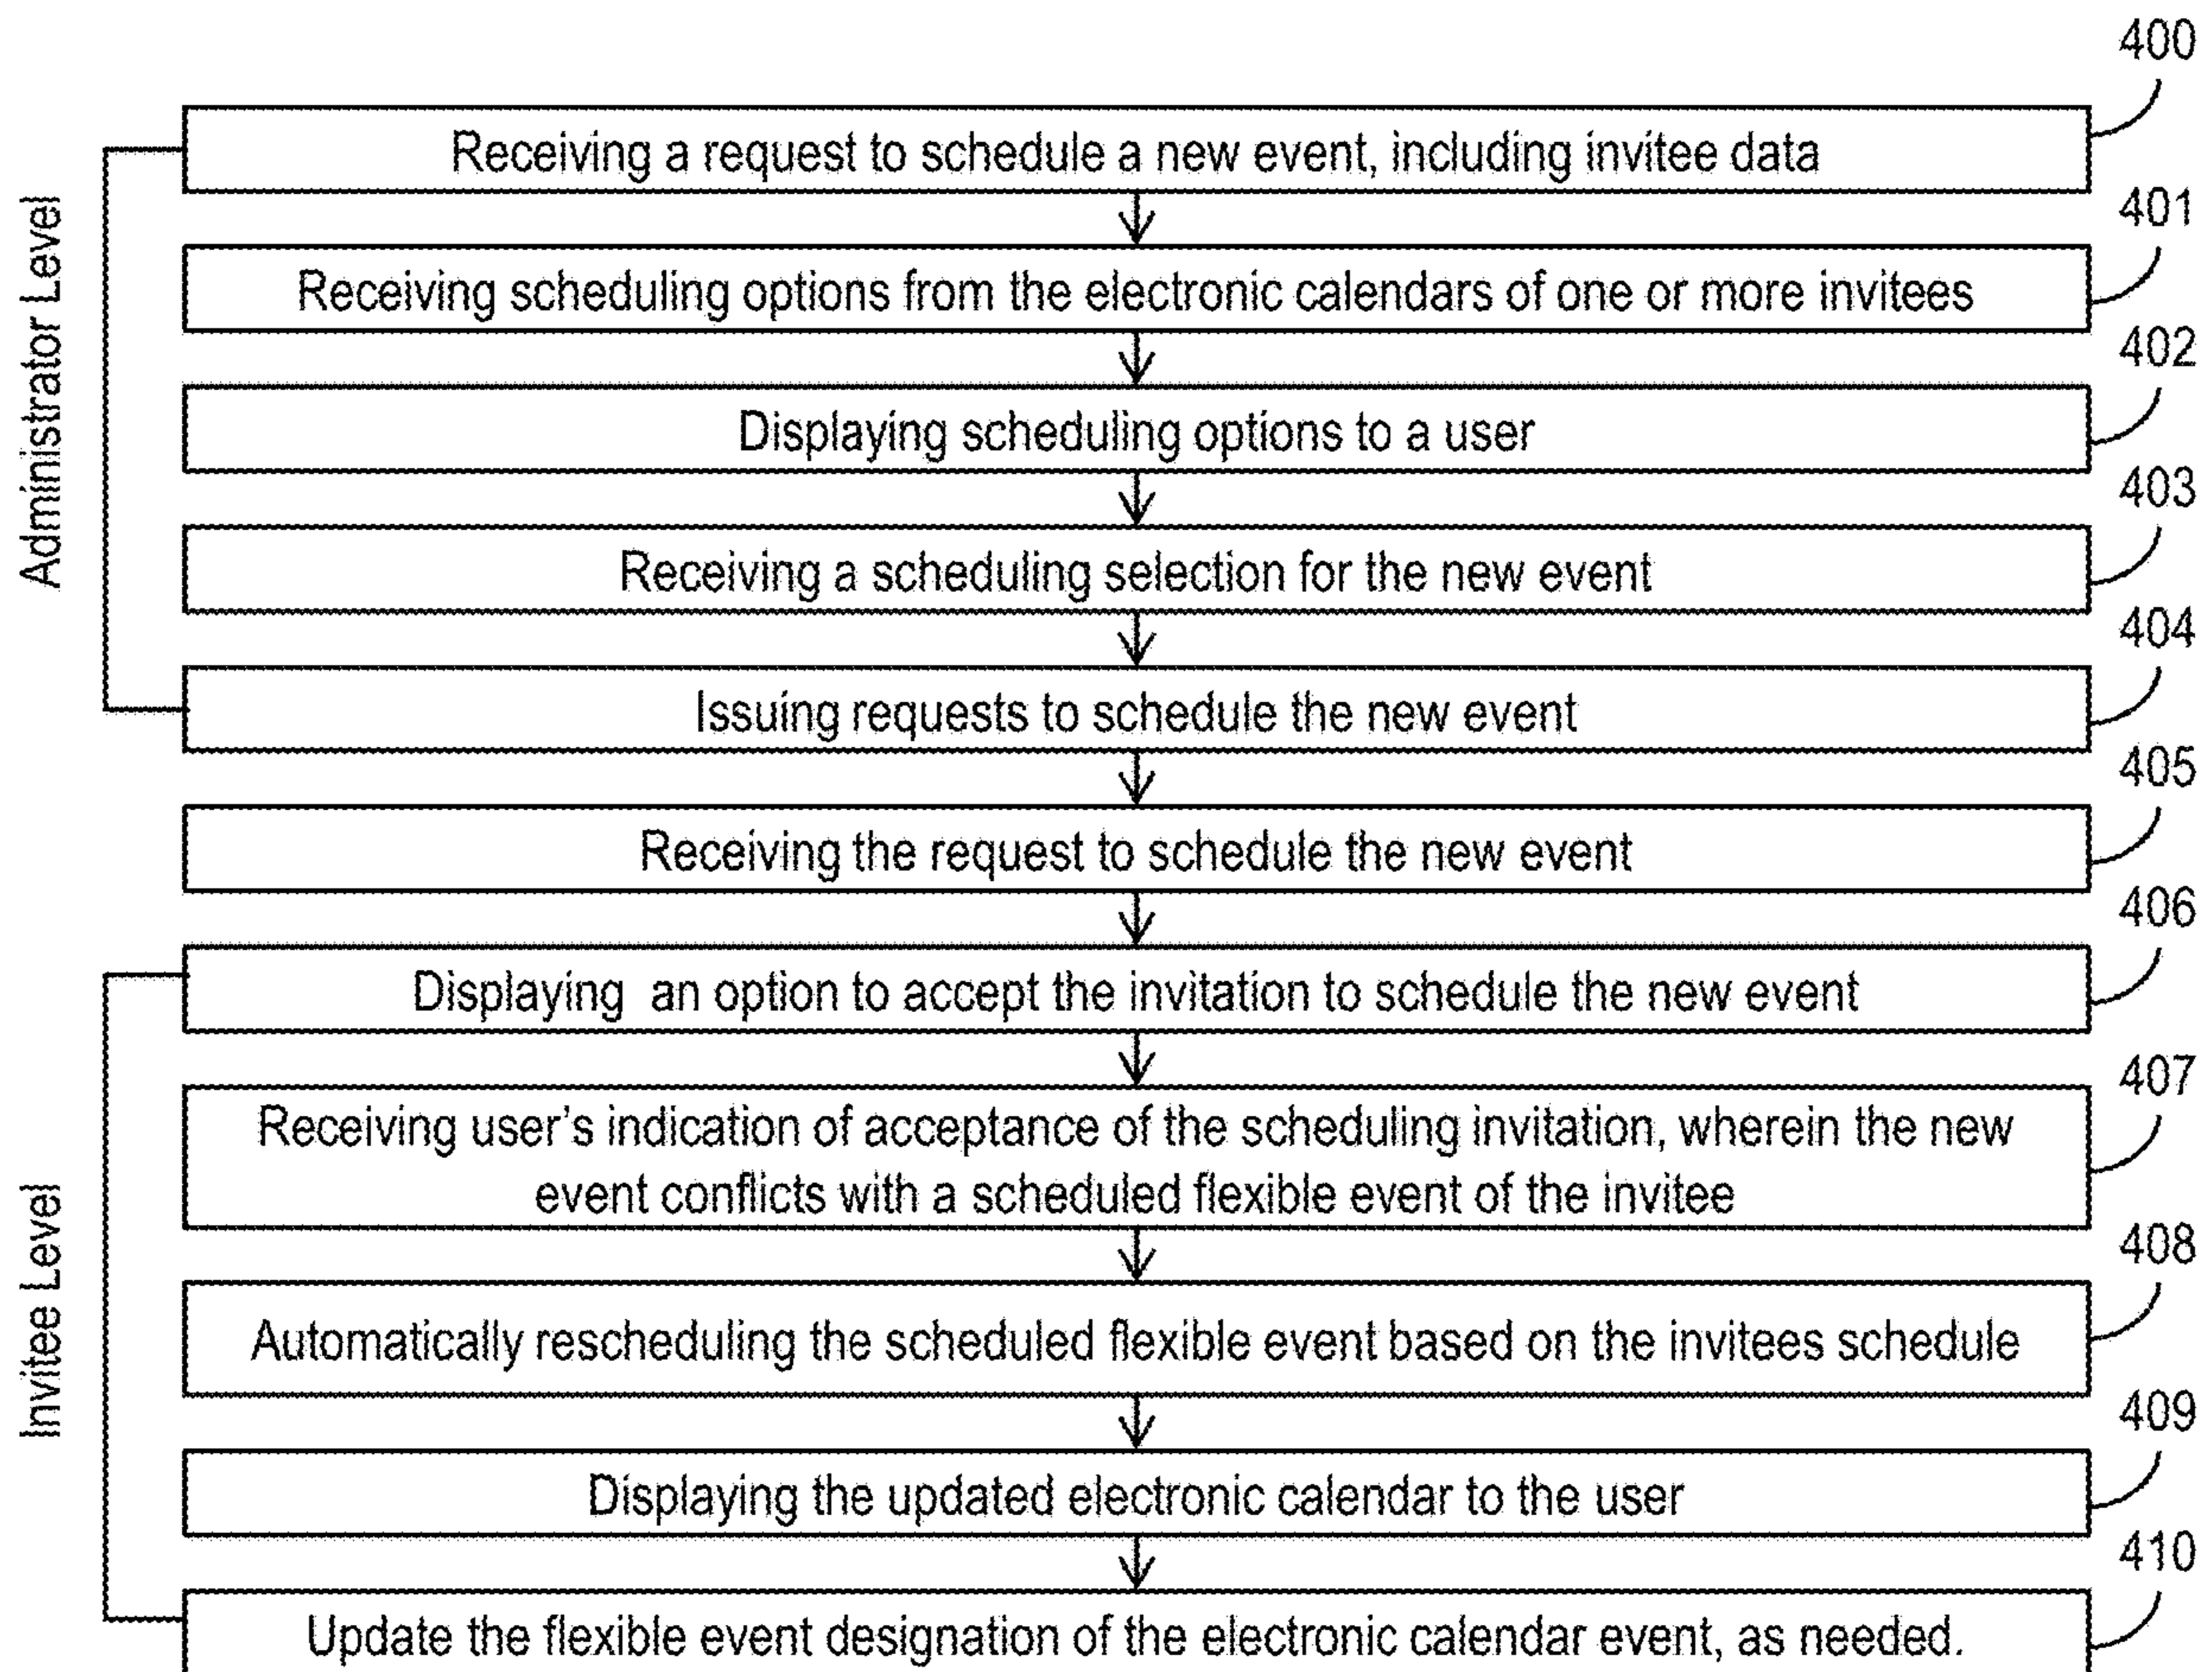 400
Receiving a request to schedule a new event, including invitee data
401
Receiving scheduling options from the electronic calendars of one or more invitees
402
Displaying scheduling options to a user
403
Receiving a scheduling selection for the new event
404
Issuing requests to schedule the new event
Administrator Level
405
Receiving the request to schedule the new event
406
Displaying an option to accept the invitation to schedule the new event
407
Receiving user's indication of acceptance of the scheduling invitation, wherein the new
event conflicts with a scheduled flexible event of the invitee
408
Automatically rescheduling the scheduled flexible event based on the invitees schedule
409
Displaying the updated electronic calendar to the user
410
Update the flexible event designation of the electronic calendar event, as needed.
Invitee Level